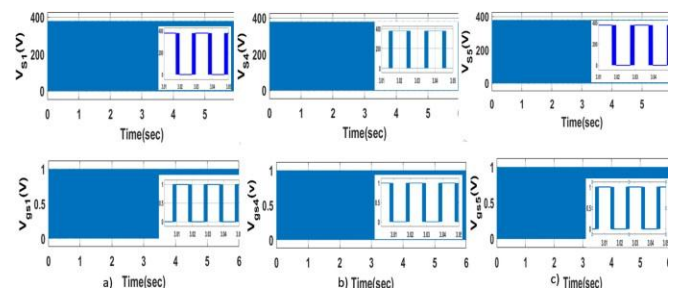 400
200
0
V_S1(V)
0 1 2 3 4 5
Time(sec)
400
200
0
V_S4(V)
0 1 2 3 4 5
Time(sec)
400
200
0
V_S5(V)
0 1 2 3 4 5
Time(sec)
1
0.5
0
V_gs1(V)
0 1 2 3 4 5 6
a) Time(sec)
1
0.5
0
V_gs4(V)
0 1 2 3 4 5 6
b) Time(sec)
1
0.5
0
V_gs5(V)
0 1 2 3 4 5 6
c) Time(sec)